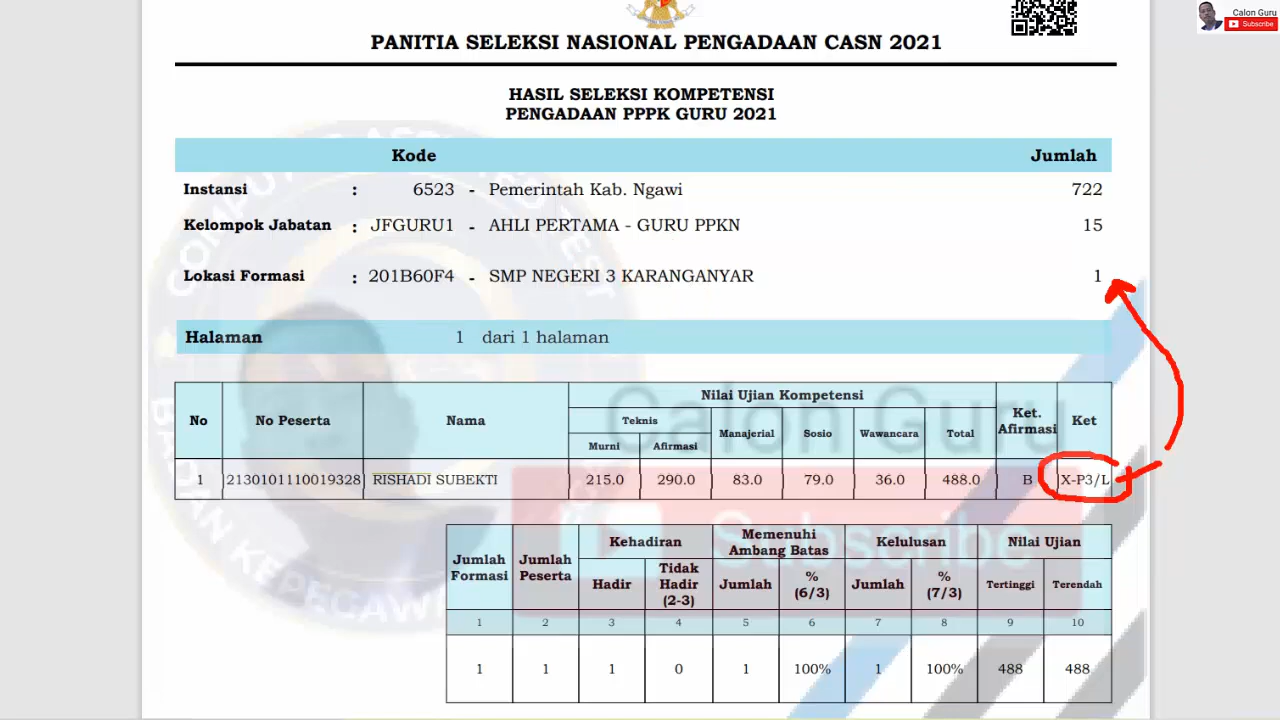 Calon Guru
Subscribe
PANITIA SELEKSI NASIONAL PENGADAAN CASN 2021
HASIL SELEKSI KOMPETENSI
PENGADAAN PPPK GURU 2021
Kode Jumlah
Instansi : 6523 - Pemerintah Kab. Ngawi 722
Kelompok Jabatan : JFGURU1 - AHLI PERTAMA - GURU PPKN 15
Lokasi Formasi : 201B60F4 - SMP NEGERI 3 KARANGANYAR 1
Halaman 1 dari 1 halaman
No No Peserta Nama Nilai Ujian Kompetensi Ket. Afirmasi Ket
Teknis Manajerial Sosio Wawancara Total
Murni Afirmasi
1 2130101110019328 RISHADI SUBEKTI 215.0 290.0 83.0 79.0 36.0 488.0 B X-P3/L
Calon Guru
Subscribe
Jumlah Formasi Jumlah Peserta Kehadiran Memenuhi Ambang Batas Kelulusan Nilai Ujian
Hadir Tidak Hadir (2-3) Jumlah % (6/3) Jumlah % (7/3) Tertinggi Terendah
1 2 3 4 5 6 7 8 9 10
1 1 1 0 1 100% 1 100% 488 488